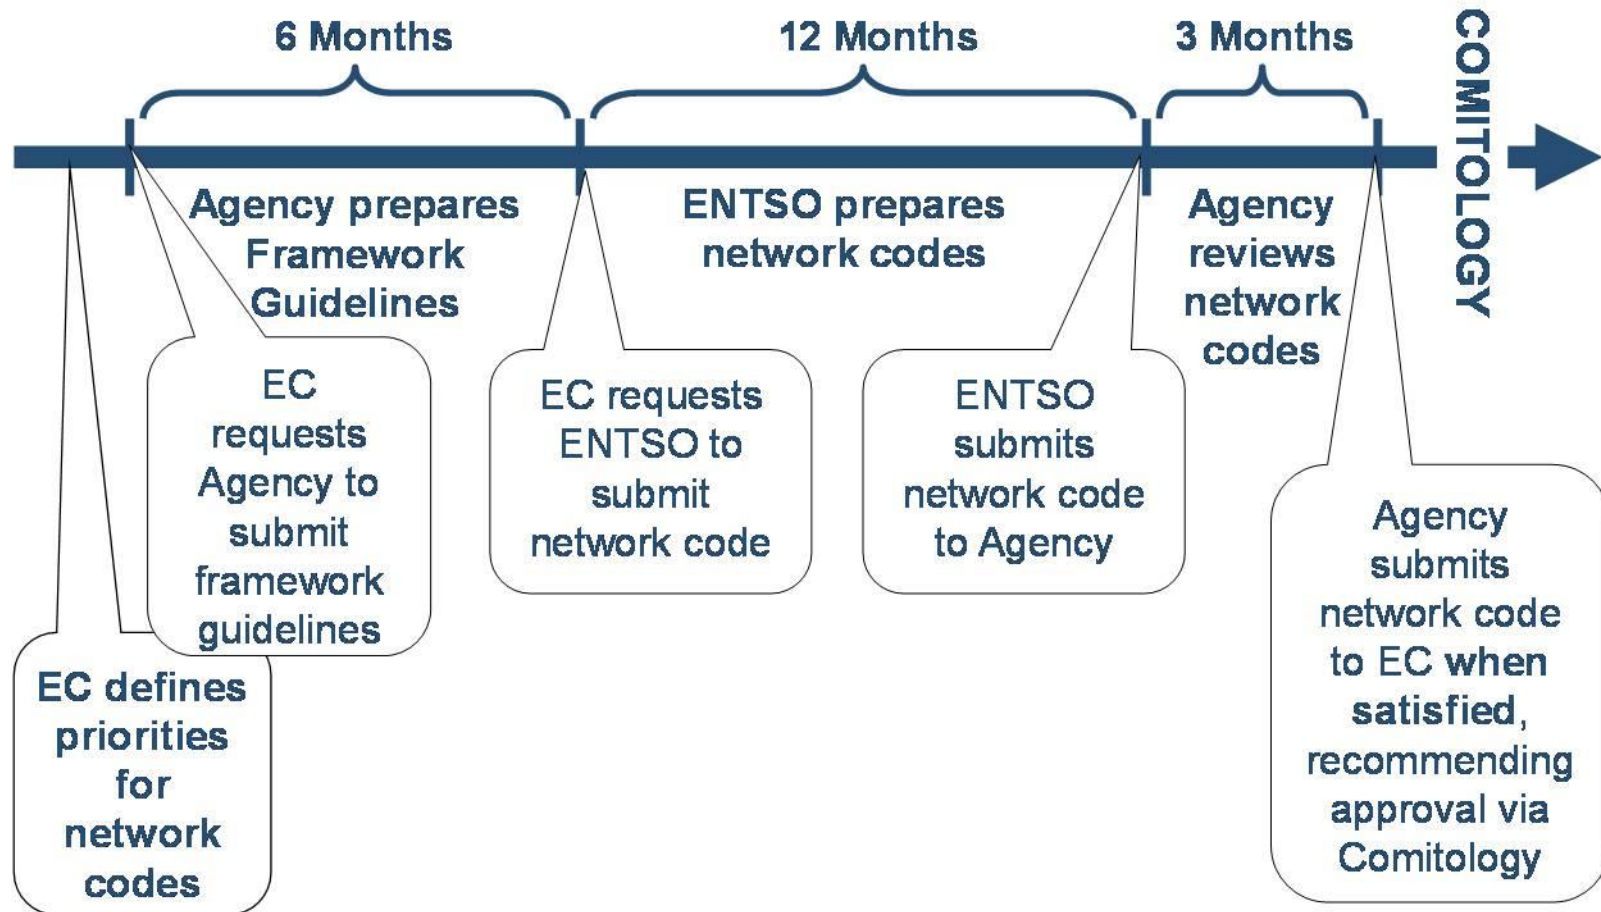 6 Months
12 Months
3 Months
COMITOLOGY
Agency prepares
Framework
Guidelines
ENTSO prepares
network codes
Agency
reviews
network
codes
EC defines
priorities
for
network
codes
EC
requests
Agency to
submit
framework
guidelines
EC requests
ENTSO to
submit
network code
ENTSO
submits
network code
to Agency
Agency
submits
network code
to EC when
satisfied,
recommending
approval via
Comitology